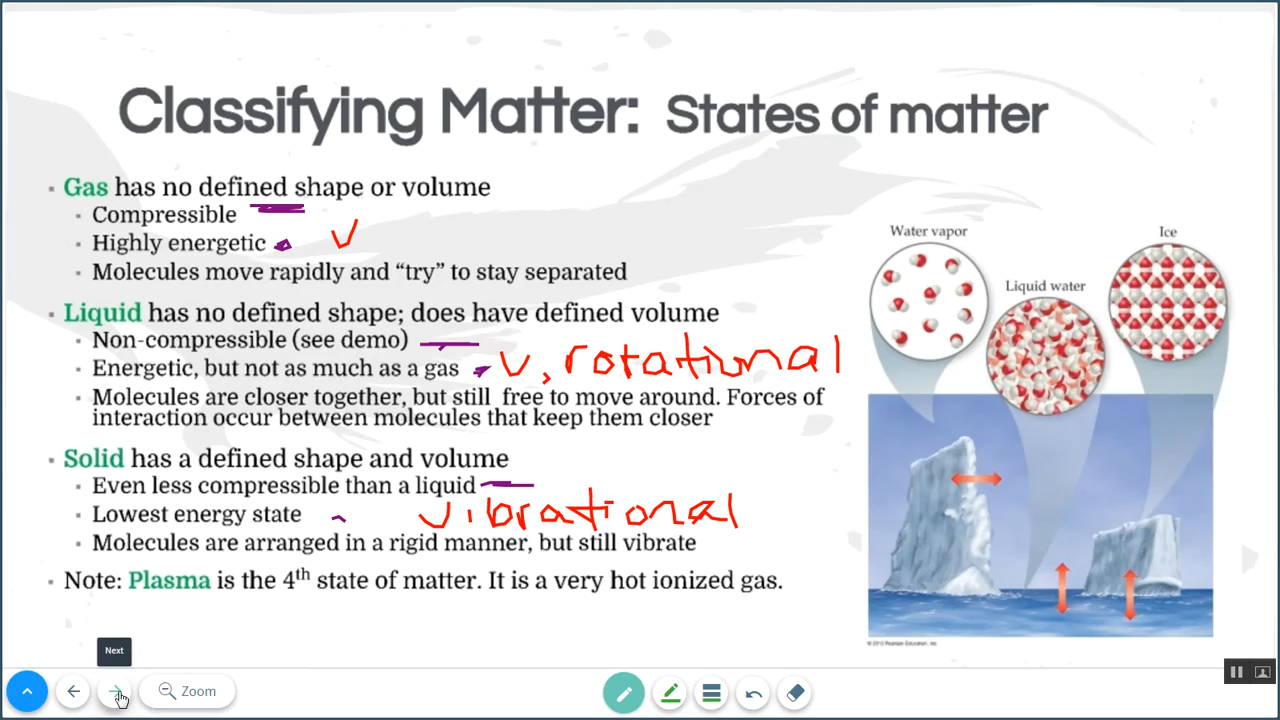 Classifying Matter: States of matter
▪ Gas has no defined shape or volume
▪ Compressible
▪ Highly energetic V
▪ Molecules move rapidly and “try” to stay separated
▪ Liquid has no defined shape; does have defined volume
▪ Non-compressible (see demo)
▪ Energetic, but not as much as a gas V, rotational
▪ Molecules are closer together, but still free to move around. Forces of
interaction occur between molecules that keep them closer
▪ Solid has a defined shape and volume
▪ Even less compressible than a liquid
▪ Lowest energy state vibrational
▪ Molecules are arranged in a rigid manner, but still vibrate
▪ Note: Plasma is the 4th state of matter. It is a very hot ionized gas.
Water vapor
Liquid water
Ice
© 2013 Pearson Education, Inc.
Next
Zoom